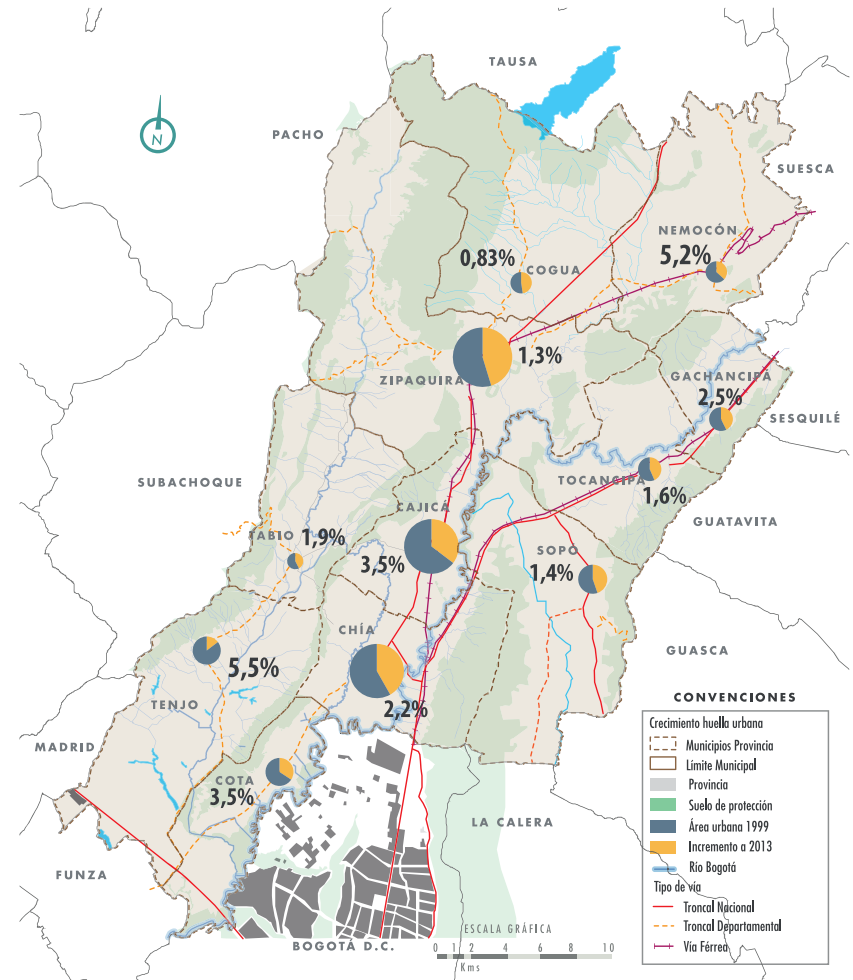 TAUSA
N
PACHO
SUESCA
NEMOCÓN
5,2%
0,83%
COGUA
1,3%
ZIPAQUIRA
GACHANCIPA
2,5%
SESQUILÉ
SUBACHOQUE
TOCANCIPA
1,6%
GUATAVITA
CAJICÁ
3,5%
TABIO
1,9%
SOPÓ
1,4%
CHÍA
2,2%
GUASCA
5,5%
TENJO
MADRID
COTA
3,5%
LA CALERA
FUNZA
BOGOTÁ D.C.
ESCALA GRÁFICA
0 1 2 4 6 8 10
Kms
CONVENCIONES
Crecimiento huella urbana
Municipios Provincia
Límite Municipal
Provincia
Suelo de protección
Área urbana 1999
Incremento a 2013
Río Bogotá
Tipo de vía
Troncal Nacional
Troncal Departamental
Vía Férrea